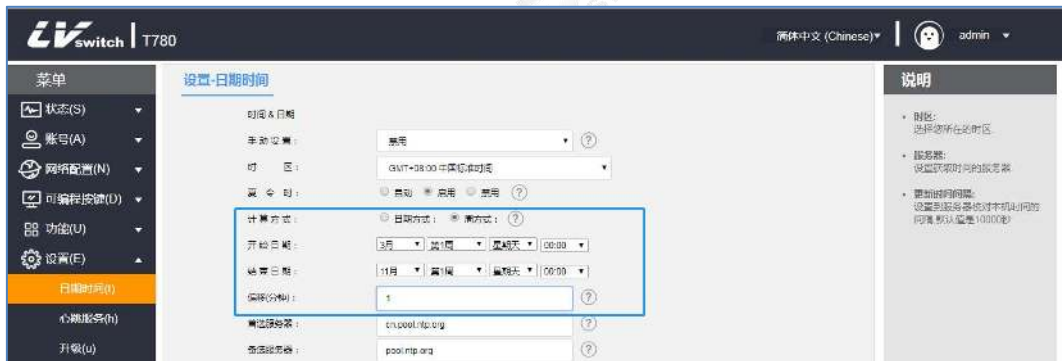 LVswitch T780
简体中文 (Chinese)
admin
菜单
状态(S)
账号(A)
网络配置(N)
可编程按键(D)
功能(U)
设置(E)
日期时间(t)
心跳服务(h)
升级(u)
设置-日期时间
时间 & 日期
手动设置: 禁用 ?
时 区: GMT+08:00 中国标准时间
夏 令 时: 自动 启用 禁用 ?
计算方式: 日期方式: 周方式: ?
开始日期: 3月 第1周 星期天 00:00
结束日期: 11月 第1周 星期天 00:00
偏移(分钟): 1 ?
首选服务器: cn.pool.ntp.org ?
备选服务器: pool.ntp.org ?
说明
时区:
选择您所在的时区
服务器:
设置获取时间的服务器
更新时间间隔:
设置到服务器核对本机时间的
间隔,默认值是1000(秒)